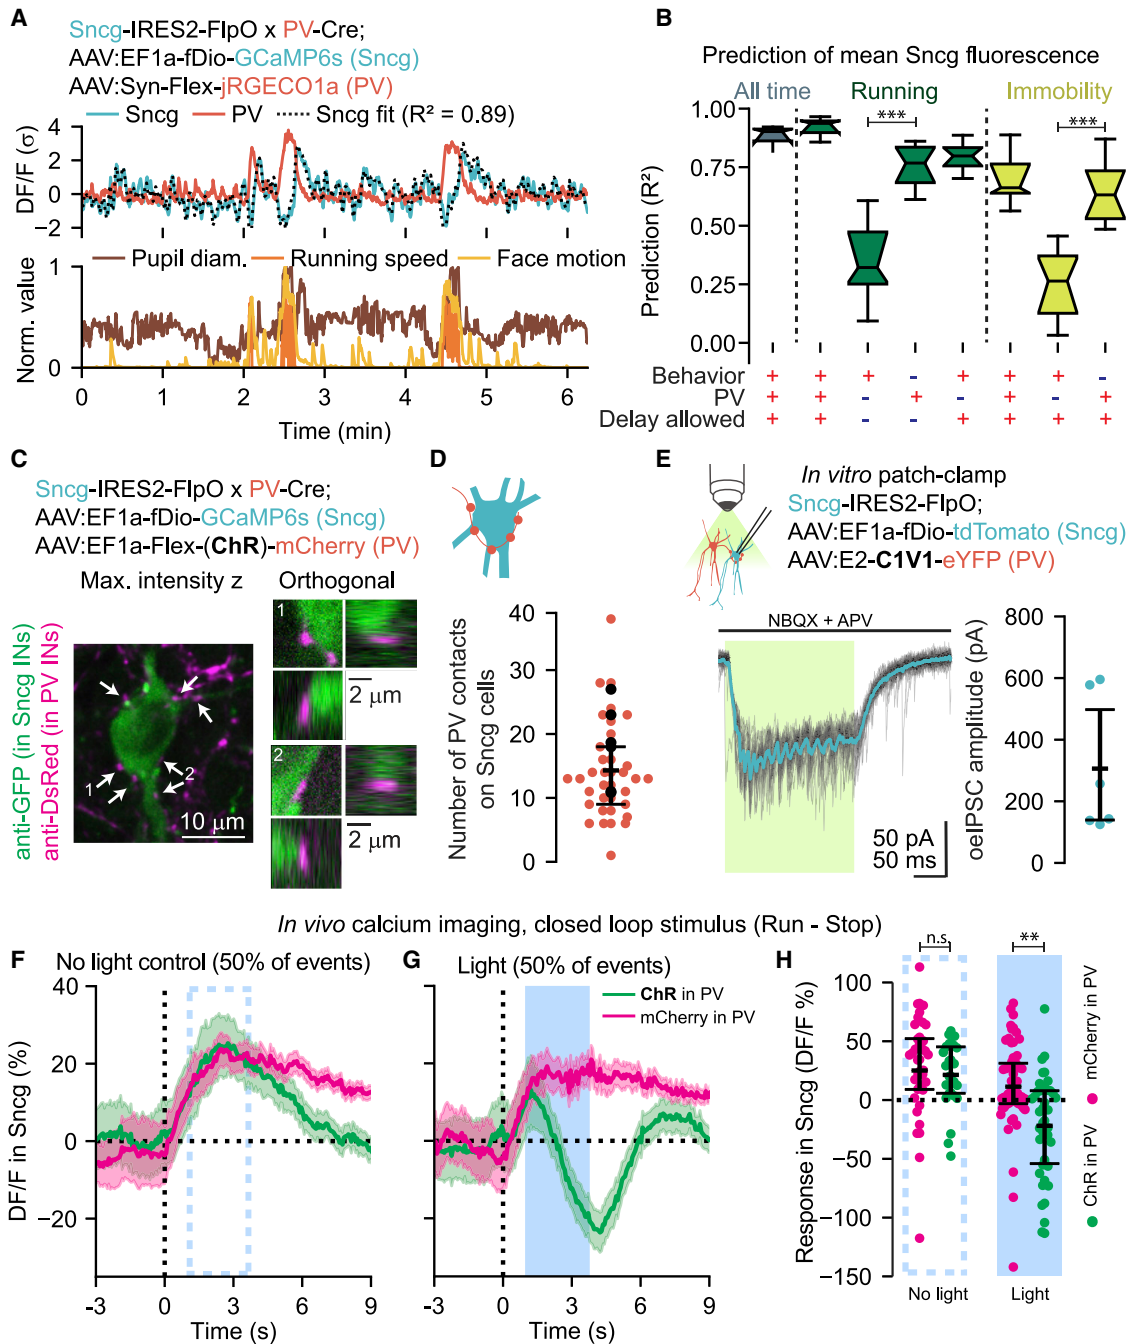 A
Sncg-IRES2-FlpO x PV-Cre;
AAV:EF1a-fDio-GCaMP6s (Sncg)
AAV:Syn-Flex-jRGECO1a (PV)
Sncg PV Sncg fit (R² = 0.89)
DF/F (σ)
4
2
0
−2
Pupil diam. Running speed Face motion
Norm. value
1
0
0 1 2 3 4 5 6
Time (min)
B
Prediction of mean Sncg fluorescence
All time Running Immobility
*** ***
Prediction (R²)
1.00
0.75
0.50
0.25
0.00
Behavior + + + - + + + -
PV + + - + - + - +
Delay allowed + + - - + + + +
C
Sncg-IRES2-FlpO x PV-Cre;
AAV:EF1a-fDio-GCaMP6s (Sncg)
AAV:EF1a-Flex-(ChR)-mCherry (PV)
Max. intensity z Orthogonal
anti-GFP (in Sncg INs)
anti-DsRed (in PV INs)
1
2
10 μm
1
2 μm
2
2 μm
D
Number of PV contacts
on Sncg cells
40
30
20
10
0
E
In vitro patch-clamp
Sncg-IRES2-FlpO;
AAV:EF1a-fDio-tdTomato (Sncg)
AAV:E2-C1V1-eYFP (PV)
NBQX + APV
50 pA
50 ms
oeIPSC amplitude (pA)
800
600
400
200
0
In vivo calcium imaging, closed loop stimulus (Run - Stop)
F
No light control (50% of events)
DF/F in Sncg (%)
40
20
0
−20
-3 0 3 6 9
Time (s)
G
Light (50% of events)
ChR in PV
mCherry in PV
-3 0 3 6 9
Time (s)
H
n.s. **
Response in Sncg (DF/F %)
100
50
0
−50
−100
−150
No light Light
ChR in PV mCherry in PV